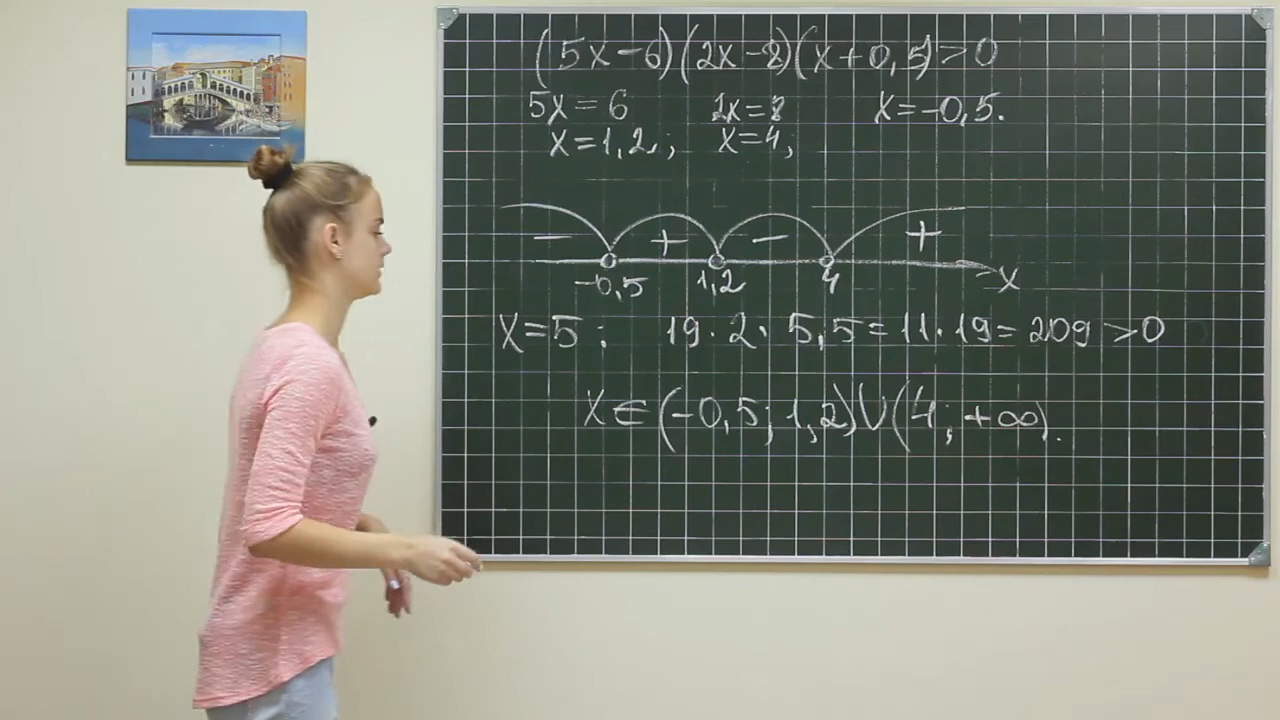 (5x-6)(2x-8)(x+0,5)>0
5x=6 2x=8 x=-0,5.
x=1,2; x=4;
- + - +
-0,5 1,2 4 x
x=5: 19·2·5,5=11·19=209>0
x∈(-0,5;1,2)∪(4;+∞).